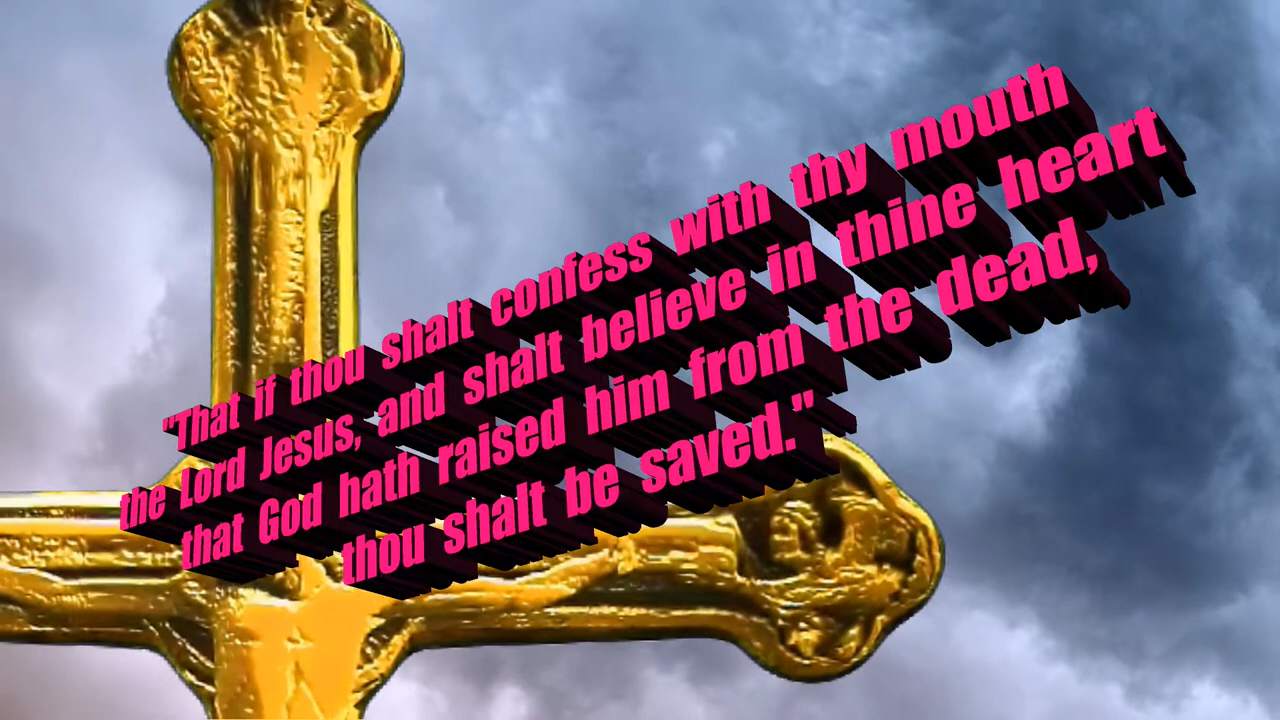 "That if thou shalt confess with thy mouth
the Lord Jesus, and shalt believe in thine heart
that God hath raised him from the dead,
thou shalt be saved."